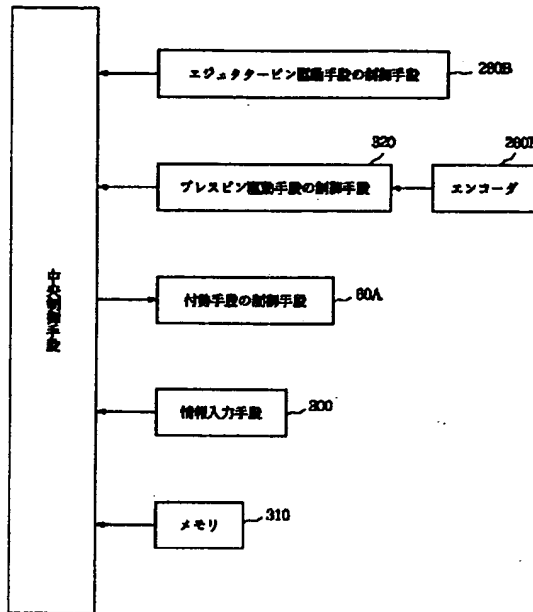 エジェクターピン駆動手段の制御手段
280B
320
プレスピン駆動手段の制御手段
エンコーダ
中央制御手段
付勢手段の制御手段
60A
情報入力手段
300
メモリ
310